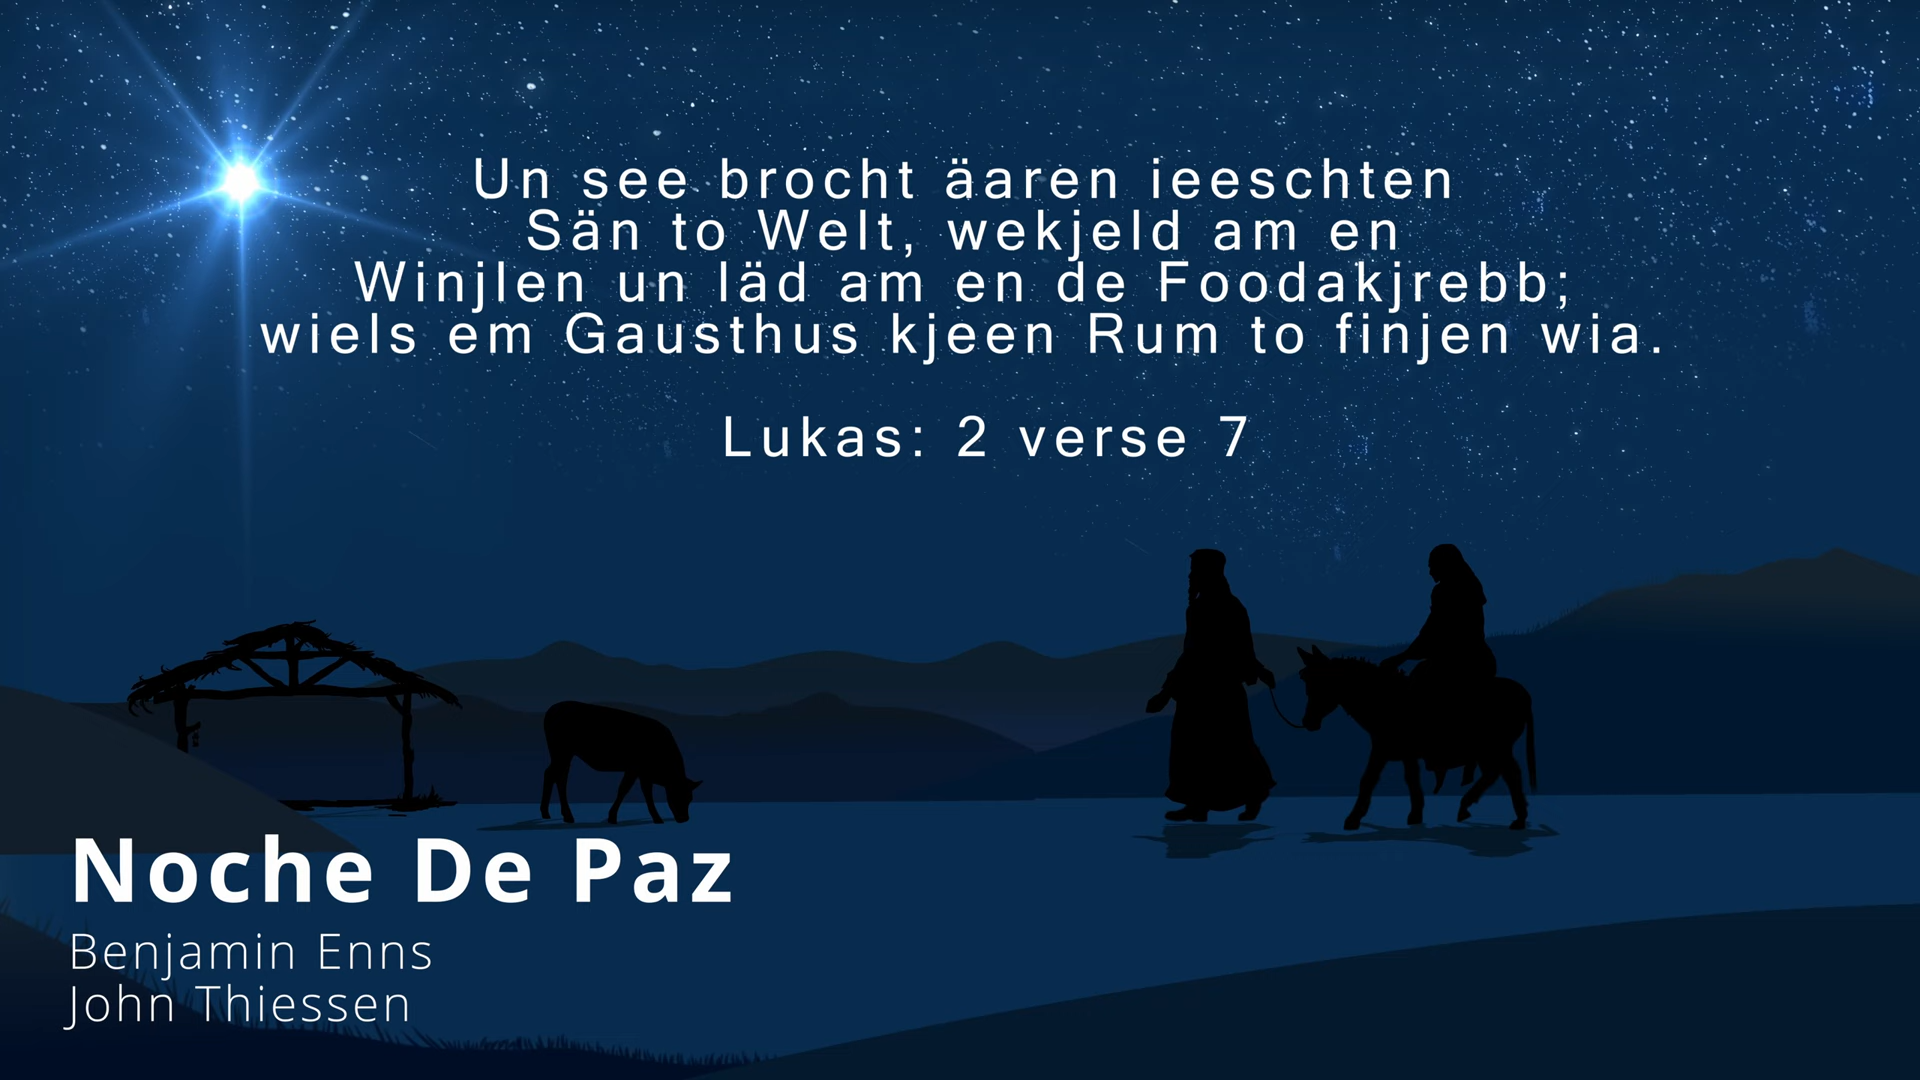 Un see brocht äaren ieeschten
Sän to Welt, wekjeld am en
Winjlen un läd am en de Foodakjrebb;
wiels em Gausthus kjeen Rum to finjen wia.
Lukas: 2 verse 7
Noche De Paz
Benjamin Enns
John Thiessen